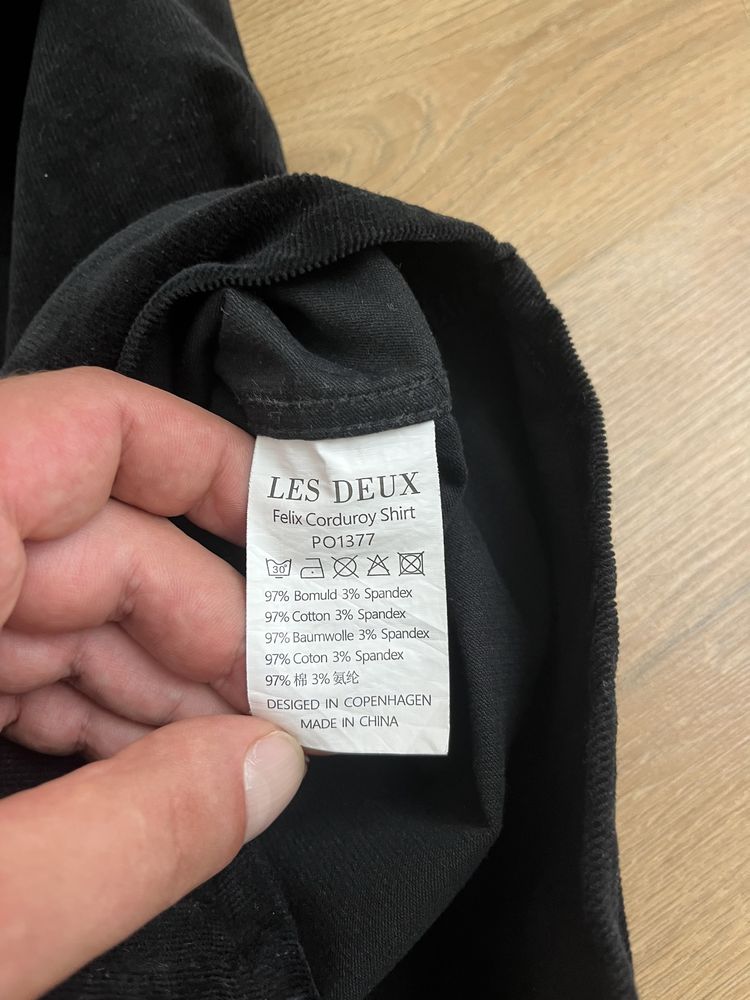 LES DEUX
Felix Corduroy Shirt
PO1377
30°
97% Bomuld 3% Spandex
97% Cotton 3% Spandex
97% Baumwolle 3% Spandex
97% Coton 3% Spandex
97% 棉 3% 氨纶
DESIGED IN COPENHAGEN
MADE IN CHINA